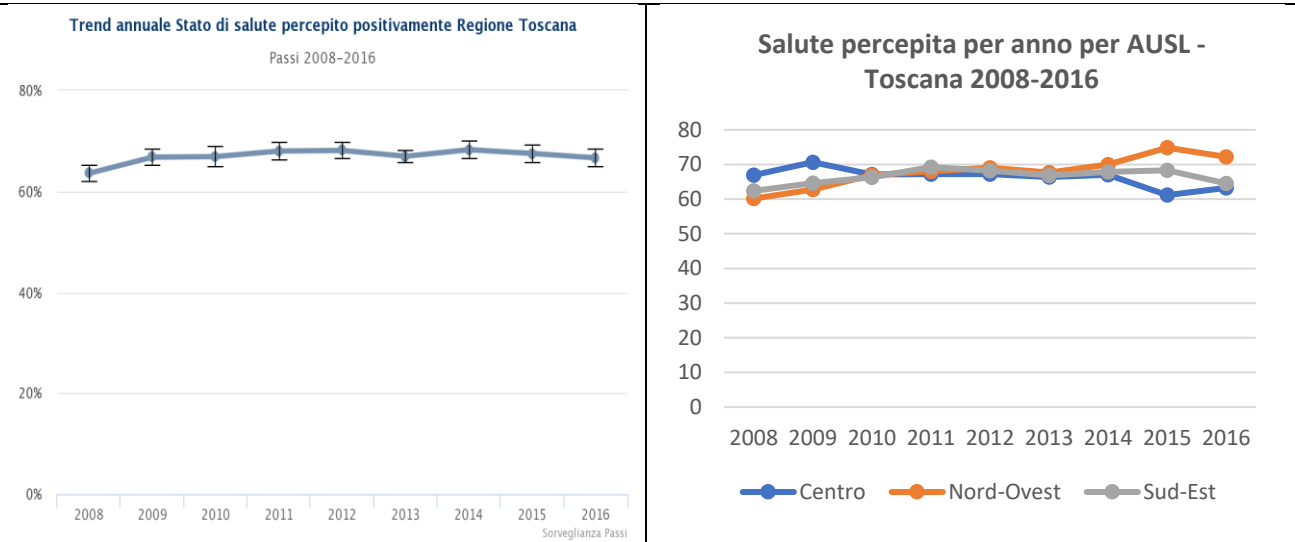 Trend annuale Stato di salute percepito positivamente Regione Toscana
Passi 2008-2016
80%
60%
40%
20%
0%
2008 2009 2010 2011 2012 2013 2014 2015 2016
Sorveglianza Passi
Salute percepita per anno per AUSL -
Toscana 2008-2016
80
70
60
50
40
30
20
10
0
2008 2009 2010 2011 2012 2013 2014 2015 2016
Centro Nord-Ovest Sud-Est